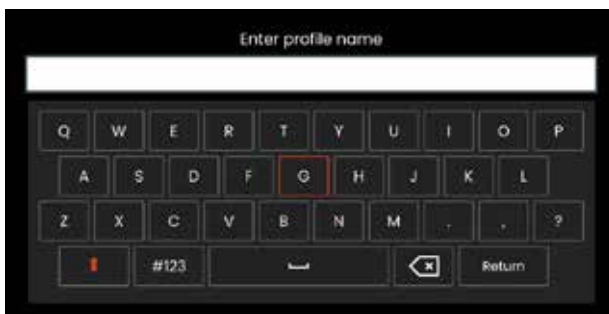 Enter profile name
Q W E R T Y U I O P
A S D F G H J K L
Z X C V B N M . , ?
#123 Return